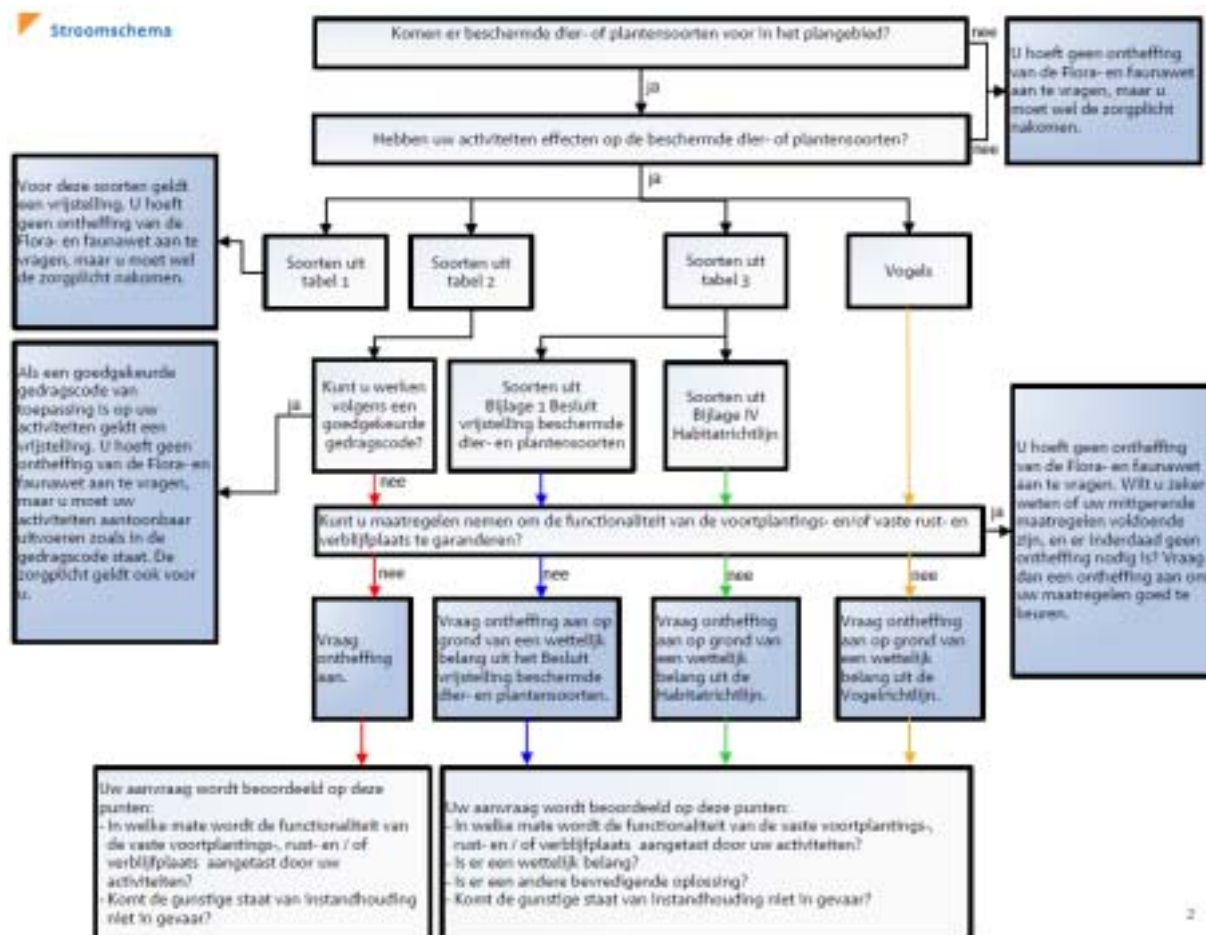 Stroomschema
Komen er beschermde dier- of plantensoorten voor in het plangebied?
nee
U hoeft geen ontheffing
van de Flora- en faunawet
aan te vragen, maar u
moet wel de zorgplicht
nakomen.
ja
Hebben uw activiteiten effecten op de beschermde dier- of plantensoorten?
nee
ja
Voor deze soorten geldt
een vrijstelling. U hoeft
geen ontheffing van de
Flora- en faunawet aan te
vragen, maar u moet wel
de zorgplicht nakomen.
Soorten uit
tabel 1
Soorten uit
tabel 2
Soorten uit
tabel 3
Vogels
Als een goedgekeurde
gedragscode van
toepassing is op uw
activiteiten geldt een
vrijstelling. U hoeft geen
ontheffing van de Flora- en
faunawet aan te vragen,
maar u moet uw
activiteiten aantoonbaar
uitvoeren zoals in de
gedragscode staat. De
zorgplicht geldt ook voor
u.
ja
Kunt u werken
volgens een
goedgekeurde
gedragscode?
Soorten uit
Bijlage 1 Besluit
vrijstelling beschermde
dier- en plantensoorten
Soorten uit
Bijlage IV
Habitatrichtlijn
nee
Kunt u maatregelen nemen om de functionaliteit van de voortplantings- en/of vaste rust- en
verblijfplaats te garanderen?
ja
U hoeft geen ontheffing
van de Flora- en faunawet
aan te vragen. Wilt u zeker
weten of uw mitigerende
maatregelen voldoende
zijn, en er inderdaad geen
ontheffing nodig is? Vraag
dan een ontheffing aan om
uw maatregelen goed te
keuren.
nee
nee
nee
nee
Vraag
ontheffing
aan.
Vraag ontheffing aan op
grond van een wettelijk
belang uit het Besluit
vrijstelling beschermde
dier- en plantensoorten.
Vraag ontheffing
aan op grond van
een wettelijk
belang uit de
Habitatrichtlijn.
Vraag ontheffing
aan op grond van
een wettelijk
belang uit de
Vogelrichtlijn.
Uw aanvraag wordt beoordeeld op deze
punten:
- In welke mate wordt de functionaliteit van
de vaste voortplantings-, rust- en / of
verblijfplaats aangetast door uw
activiteiten?
- Komt de gunstige staat van instandhouding
niet in gevaar?
Uw aanvraag wordt beoordeeld op deze punten:
- In welke mate wordt de functionaliteit van de vaste voortplantings-,
rust- en / of verblijfplaats aangetast door uw activiteiten?
- Is er een wettelijk belang?
- Is er een andere bevredigende oplossing?
- Komt de gunstige staat van instandhouding niet in gevaar?
2